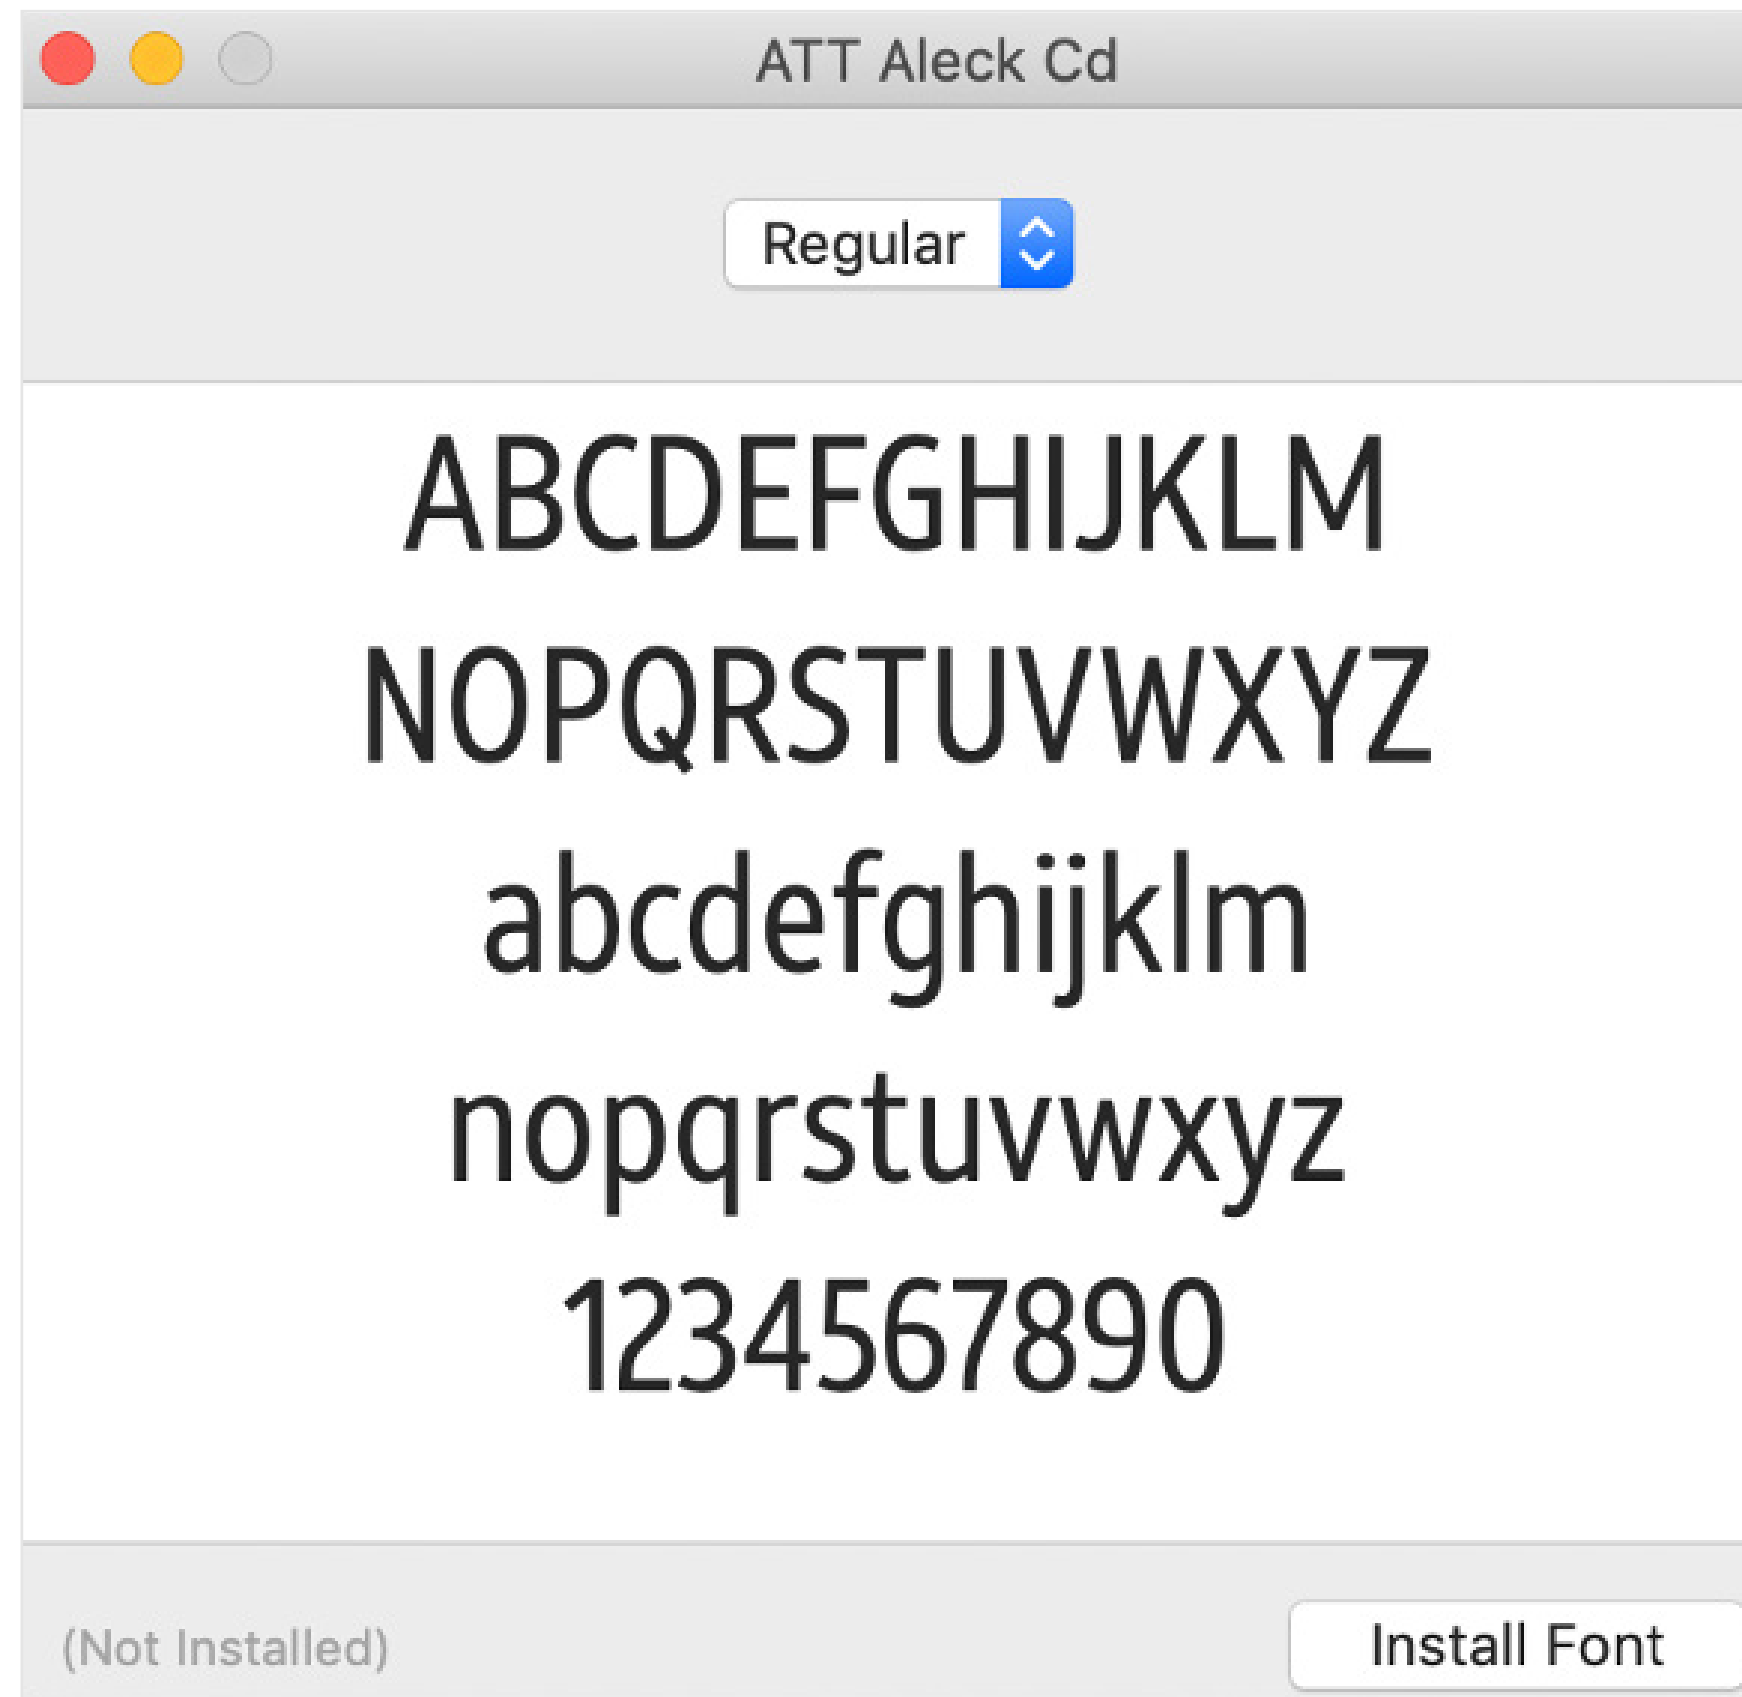 ATT Aleck Cd
Regular
ABCDEFGHIJKLM
NOPQRSTUVWXYZ
abcdefghijklm
nopqrstuvwxyz
1234567890
(Not Installed)
Install Font